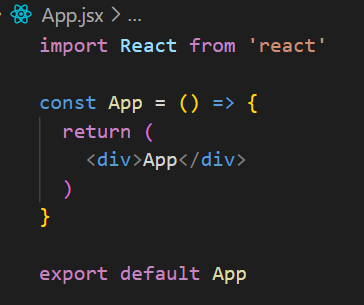 App.jsx > ...
import React from 'react'
const App = () => {
  return (
    <div>App</div>
  )
}
export default App